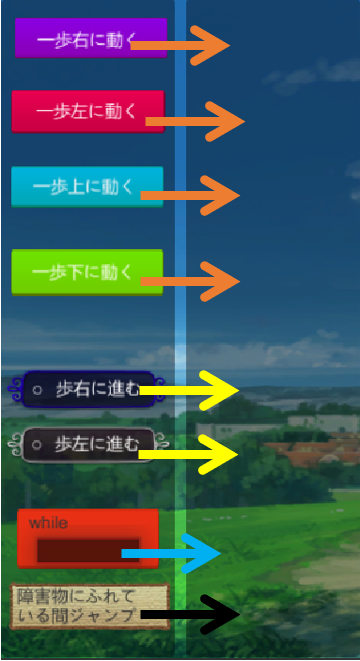 一歩右に動く
一歩左に動く
一歩上に動く
一歩下に動く
○ 歩右に進む
○ 歩左に進む
while
障害物にふれて
いる間ジャンプ